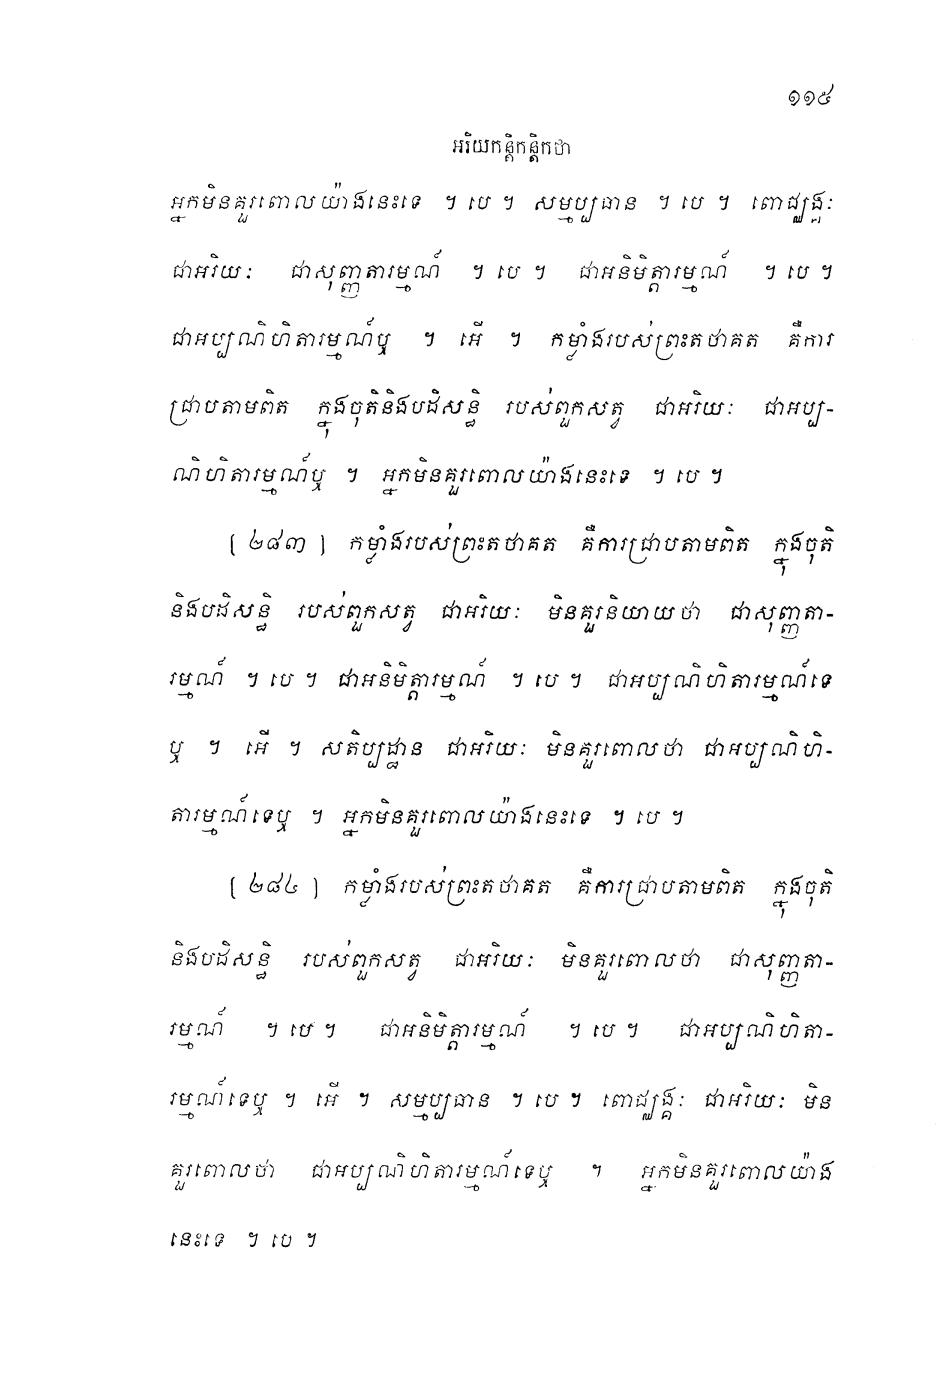 ១១៥
អរិយកន្តិកន្តិកថា
អ្នកមិនគួរពោលយ៉ាងនេះទេ ។ បេ ។ សម្មប្បធាន ។ បេ ។ ពោជ្ឈង្គៈ
ជាអរិយៈ ជាសុញ្ញតារម្មណ៍ ។ បេ ។ ជាអនិមិត្តារម្មណ៍ ។ បេ ។
ជាអប្បណិហិតារម្មណ៍ឬ ។ អើ ។ កម្លាំងរបស់ព្រះតថាគត គឺការ
ជ្រាបតាមពិត ក្នុងចុតិនិងបដិសន្ធិ របស់ពួកសត្វ ជាអរិយៈ ជាអប្ប-
ណិហិតារម្មណ៍ឬ ។ អ្នកមិនគួរពោលយ៉ាងនេះទេ ។ បេ ។
[ ២៨៣ ] កម្លាំងរបស់ព្រះតថាគត គឺការជ្រាបតាមពិត ក្នុងចុតិ
និងបដិសន្ធិ របស់ពួកសត្វ ជាអរិយៈ មិនគួរនិយាយថា ជាសុញ្ញតា-
រម្មណ៍ ។ បេ ។ ជាអនិមិត្តារម្មណ៍ ។ បេ ។ ជាអប្បណិហិតារម្មណ៍ទេ
ឬ ។ អើ ។ សតិប្បដ្ឋាន ជាអរិយៈ មិនគួរពោលថា ជាអប្បណិហិ-
តារម្មណ៍ទេឬ ។ អ្នកមិនគួរពោលយ៉ាងនេះទេ ។ បេ ។
[ ២៨៤ ] កម្លាំងរបស់ព្រះតថាគត គឺការជ្រាបតាមពិត ក្នុងចុតិ
និងបដិសន្ធិ របស់ពួកសត្វ ជាអរិយៈ មិនគួរពោលថា ជាសុញ្ញតា-
រម្មណ៍ ។ បេ ។ ជាអនិមិត្តារម្មណ៍ ។ បេ ។ ជាអប្បណិហិតា-
រម្មណ៍ទេឬ ។ អើ ។ សម្មប្បធាន ។ បេ ។ ពោជ្ឈង្គៈ ជាអរិយៈ មិន
គួរពោលថា ជាអប្បណិហិតារម្មណ៍ទេឬ ។ អ្នកមិនគួរពោលយ៉ាង
នេះទេ ។ បេ ។